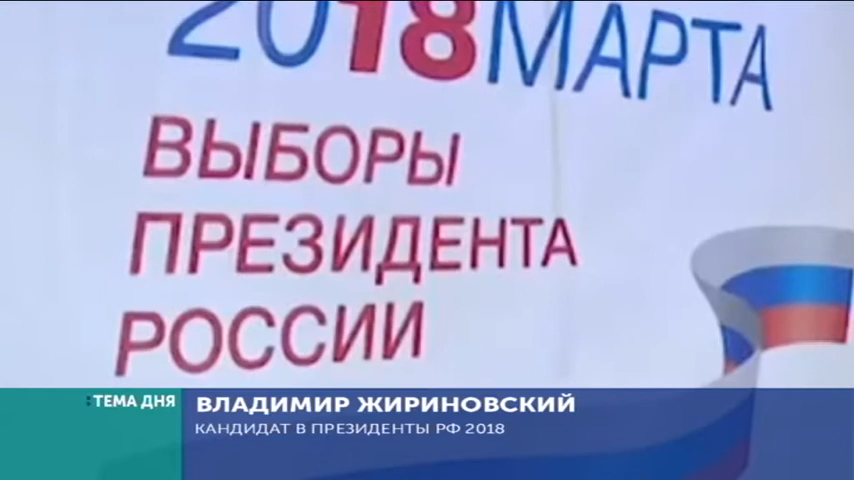 2018МАРТА
ВЫБОРЫ
ПРЕЗИДЕНТА
РОССИИ
:ТЕМА ДНЯ
ВЛАДИМИР ЖИРИНОВСКИЙ
КАНДИДАТ В ПРЕЗИДЕНТЫ РФ 2018